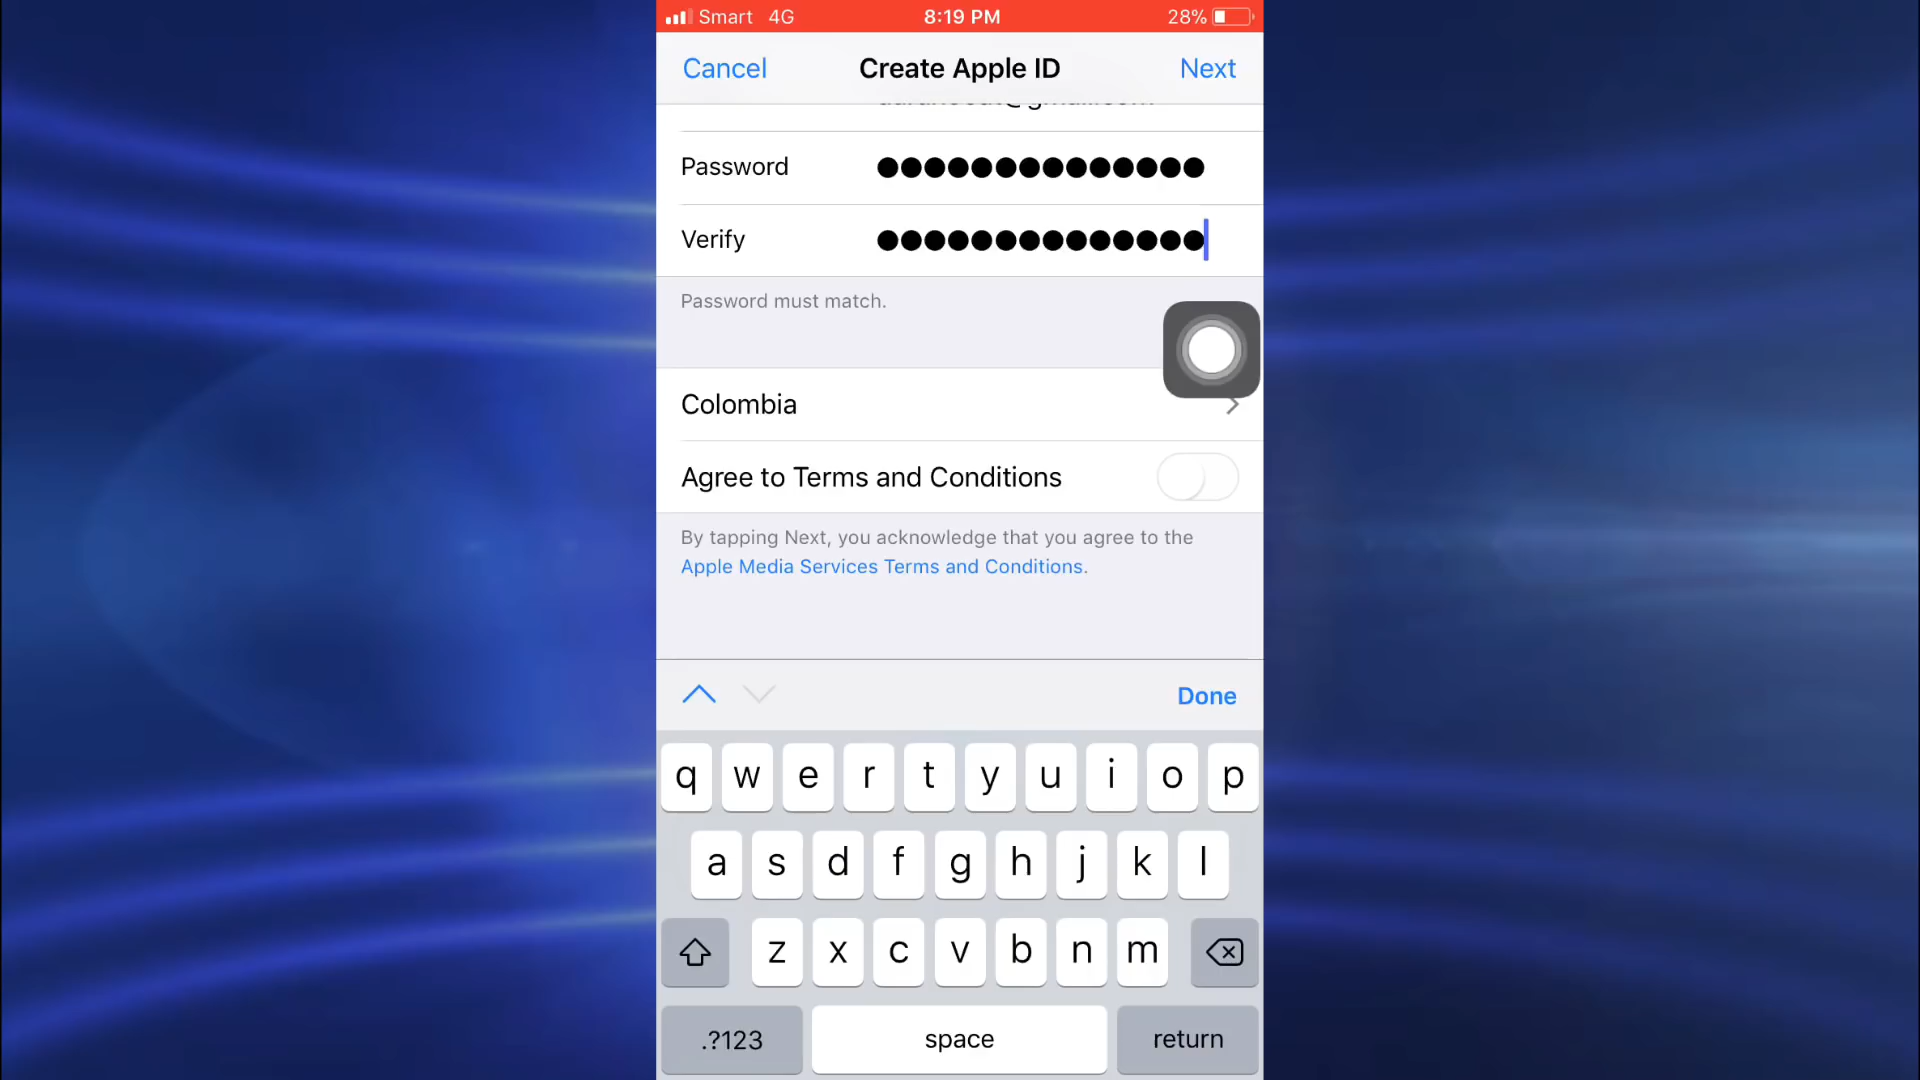 Smart 4G 8:19 PM 28%
Cancel Create Apple ID Next
Password ●●●●●●●●●●●●●●
Verify ●●●●●●●●●●●●●●
Password must match.
Colombia
Agree to Terms and Conditions
By tapping Next, you acknowledge that you agree to the
Apple Media Services Terms and Conditions.
Done
q w e r t y u i o p
a s d f g h j k l
z x c v b n m
.?123 space return